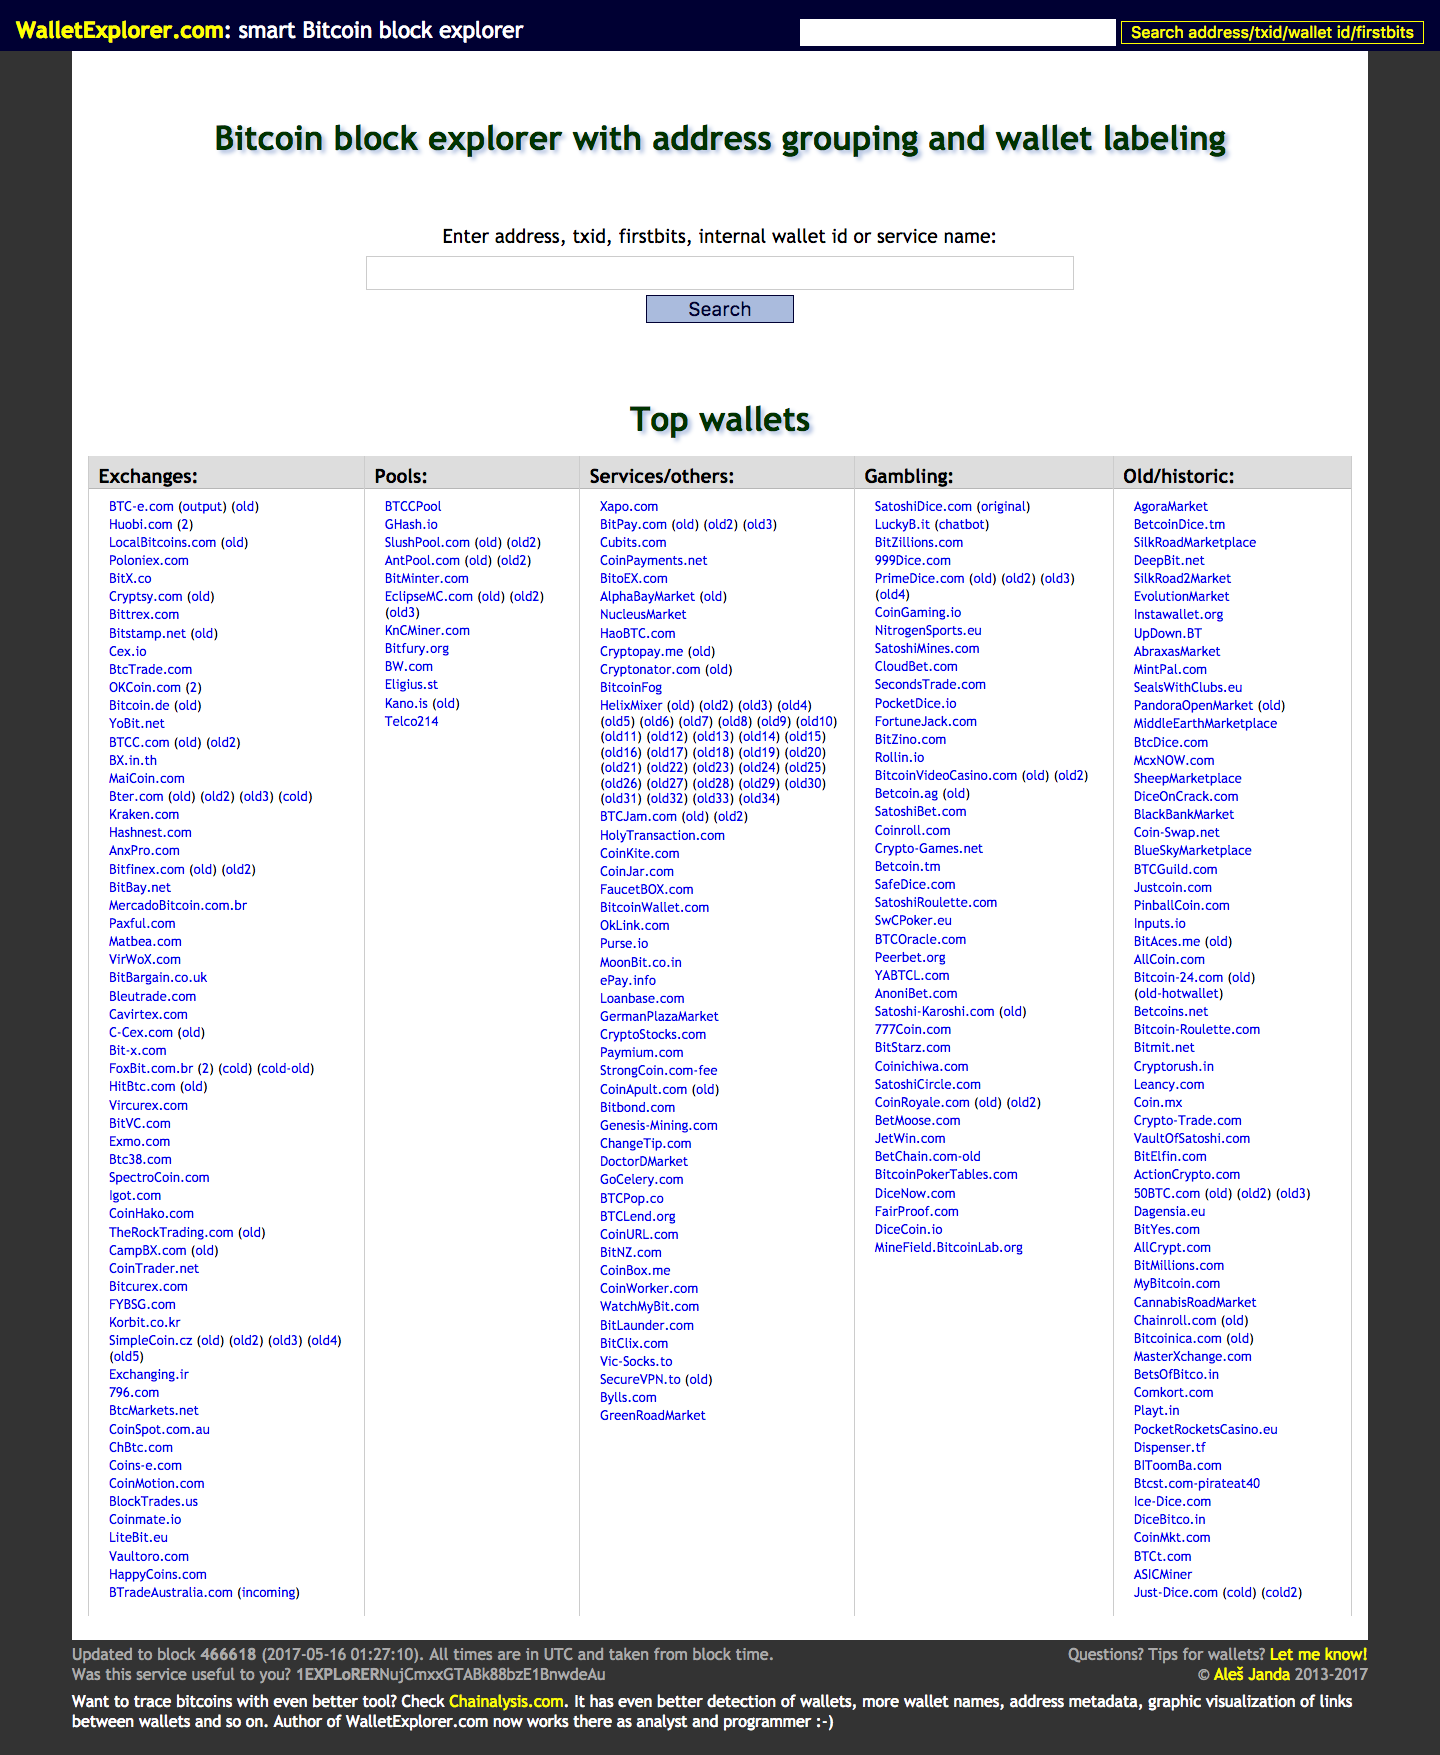 WalletExplorer.com: smart Bitcoin block explorer
Search address/txid/wallet id/firstbits
Bitcoin block explorer with address grouping and wallet labeling
Enter address, txid, firstbits, internal wallet id or service name:
Search
Top wallets
Exchanges:
BTC-e.com (output) (old)
Huobi.com (2)
LocalBitcoins.com (old)
Poloniex.com
BitX.co
Cryptsy.com (old)
Bittrex.com
Bitstamp.net (old)
Cex.io
BtcTrade.com
OKCoin.com (2)
Bitcoin.de (old)
YoBit.net
BTCC.com (old) (old2)
BX.in.th
MaiCoin.com
Bter.com (old) (old2) (old3) (cold)
Kraken.com
Hashnest.com
AnxPro.com
Bitfinex.com (old) (old2)
BitBay.net
MercadoBitcoin.com.br
Paxful.com
Matbea.com
VirWoX.com
BitBargain.co.uk
Bleutrade.com
Cavirtex.com
C-Cex.com (old)
Bit-x.com
FoxBit.com.br (2) (cold) (cold-old)
HitBtc.com (old)
Vircurex.com
BitVC.com
Exmo.com
Btc38.com
SpectroCoin.com
Igot.com
CoinHako.com
TheRockTrading.com (old)
CampBX.com (old)
CoinTrader.net
Bitcurex.com
FYBSG.com
Korbit.co.kr
SimpleCoin.cz (old) (old2) (old3) (old4)
(old5)
Exchanging.ir
796.com
BtcMarkets.net
CoinSpot.com.au
ChBtc.com
Coins-e.com
CoinMotion.com
BlockTrades.us
Coinmate.io
LiteBit.eu
Vaultoro.com
HappyCoins.com
BTradeAustralia.com (incoming)
Pools:
BTCCPool
GHash.io
SlushPool.com (old) (old2)
AntPool.com (old) (old2)
BitMinter.com
EclipseMC.com (old) (old2)
(old3)
KnCMiner.com
Bitfury.org
BW.com
Eligius.st
Kano.is (old)
Telco214
Services/others:
Xapo.com
BitPay.com (old) (old2) (old3)
Cubits.com
CoinPayments.net
BitoEX.com
AlphaBayMarket (old)
NucleusMarket
HaoBTC.com
Cryptopay.me (old)
Cryptonator.com (old)
BitcoinFog
HelixMixer (old) (old2) (old3) (old4)
(old5) (old6) (old7) (old8) (old9) (old10)
(old11) (old12) (old13) (old14) (old15)
(old16) (old17) (old18) (old19) (old20)
(old21) (old22) (old23) (old24) (old25)
(old26) (old27) (old28) (old29) (old30)
(old31) (old32) (old33) (old34)
BTCJam.com (old) (old2)
HolyTransaction.com
CoinKite.com
CoinJar.com
FaucetBOX.com
BitcoinWallet.com
OkLink.com
Purse.io
MoonBit.co.in
ePay.info
Loanbase.com
GermanPlazaMarket
CryptoStocks.com
Paymium.com
StrongCoin.com-fee
CoinApult.com (old)
Bitbond.com
Genesis-Mining.com
ChangeTip.com
DoctorDMarket
GoCelery.com
BTCPop.co
BTCLend.org
CoinURL.com
BitNZ.com
CoinBox.me
CoinWorker.com
WatchMyBit.com
BitLaunder.com
BitClix.com
Vic-Socks.to
SecureVPN.to (old)
Bylls.com
GreenRoadMarket
Gambling:
SatoshiDice.com (original)
LuckyB.it (chatbot)
BitZillions.com
999Dice.com
PrimeDice.com (old) (old2) (old3)
(old4)
CoinGaming.io
NitrogenSports.eu
SatoshiMines.com
CloudBet.com
SecondsTrade.com
PocketDice.io
FortuneJack.com
BitZino.com
Rollin.io
BitcoinVideoCasino.com (old) (old2)
Betcoin.ag (old)
SatoshiBet.com
Coinroll.com
Crypto-Games.net
Betcoin.tm
SafeDice.com
SatoshiRoulette.com
SwCPoker.eu
BTCOracle.com
Peerbet.org
YABTCL.com
AnoniBet.com
Satoshi-Karoshi.com (old)
777Coin.com
BitStarz.com
Coinichiwa.com
SatoshiCircle.com
CoinRoyale.com (old) (old2)
BetMoose.com
JetWin.com
BetChain.com-old
BitcoinPokerTables.com
DiceNow.com
FairProof.com
DiceCoin.io
MineField.BitcoinLab.org
Old/historic:
AgoraMarket
BetcoinDice.tm
SilkRoadMarketplace
DeepBit.net
SilkRoad2Market
EvolutionMarket
Instawallet.org
UpDown.BT
AbraxasMarket
MintPal.com
SealsWithClubs.eu
PandoraOpenMarket (old)
MiddleEarthMarketplace
BtcDice.com
McxNOW.com
SheepMarketplace
DiceOnCrack.com
BlackBankMarket
Coin-Swap.net
BlueSkyMarketplace
BTCGuild.com
Justcoin.com
PinballCoin.com
Inputs.io
BitAces.me (old)
AllCoin.com
Bitcoin-24.com (old)
(old-hotwallet)
Betcoins.net
Bitcoin-Roulette.com
Bitmit.net
Cryptorush.in
Leancy.com
Coin.mx
Crypto-Trade.com
VaultOfSatoshi.com
BitElfin.com
ActionCrypto.com
50BTC.com (old) (old2) (old3)
Dagensia.eu
BitYes.com
AllCrypt.com
BitMillions.com
MyBitcoin.com
CannabisRoadMarket
Chainroll.com (old)
Bitcoinica.com (old)
MasterXchange.com
BetsOfBitco.in
Comkort.com
Playt.in
PocketRocketsCasino.eu
Dispenser.tf
BIToomBa.com
Btcst.com-pirateat40
Ice-Dice.com
DiceBitco.in
CoinMkt.com
BTCt.com
ASICMiner
Just-Dice.com (cold) (cold2)
Updated to block 466618 (2017-05-16 01:27:10). All times are in UTC and taken from block time.
Was this service useful to you? 1EXPLoRERNujCmxxGTABk88bzE1BnwdeAu
Questions? Tips for wallets? Let me know!
© Aleš Janda 2013-2017
Want to trace bitcoins with even better tool? Check Chainalysis.com. It has even better detection of wallets, more wallet names, address metadata, graphic visualization of links
between wallets and so on. Author of WalletExplorer.com now works there as analyst and programmer :-)